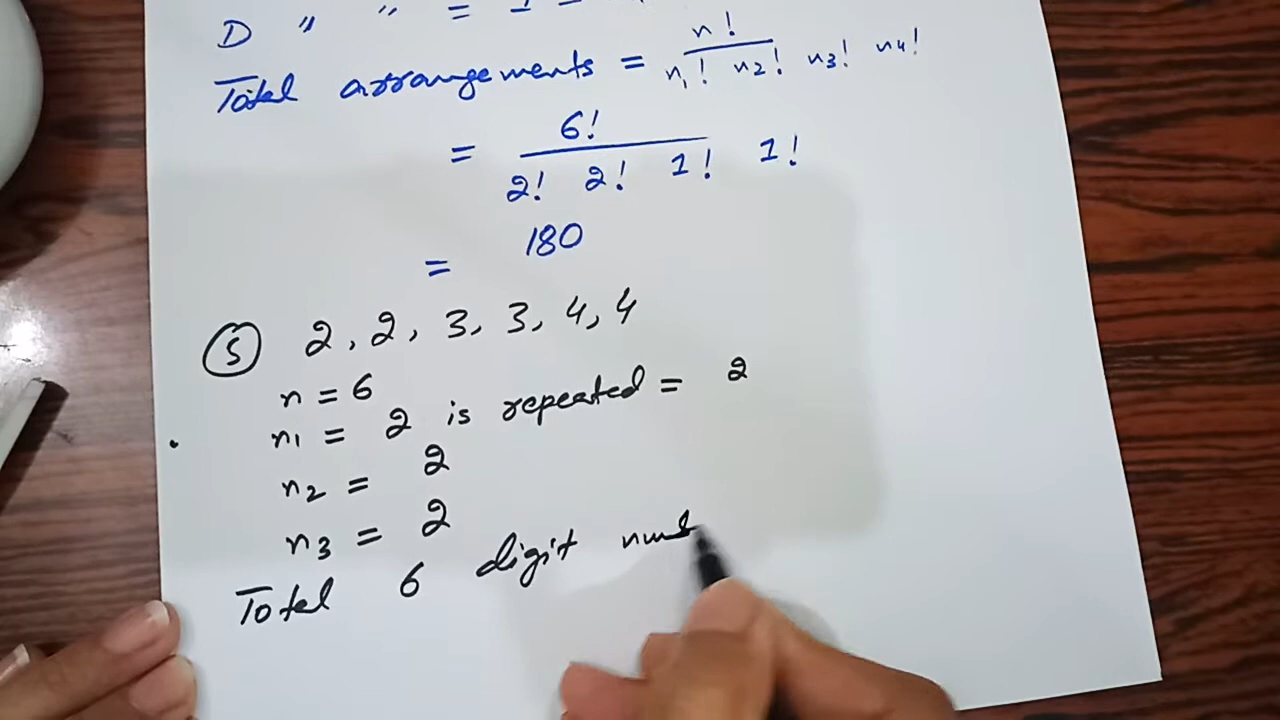 D " " = 1
Total arrangements = n! / n1! n2! n3! n4!
= 6! / 2! 2! 1! 1!
= 180
(5) 2, 2, 3, 3, 4, 4
n = 6
n1 = 2 is repeated = 2
n2 = 2
n3 = 2
Total 6 digit numb